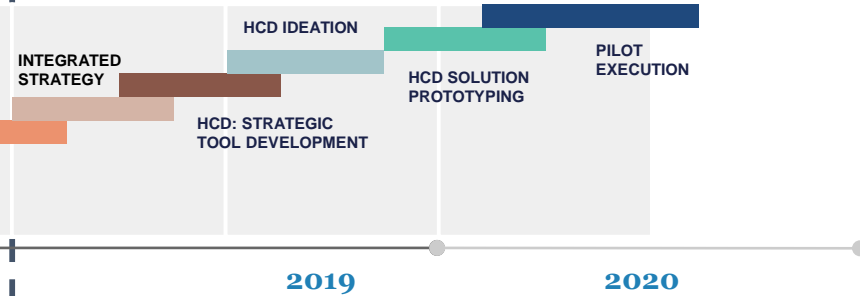 HCD IDEATION
INTEGRATED
STRATEGY
PILOT
EXECUTION
HCD SOLUTION
PROTOTYPING
HCD: STRATEGIC
TOOL DEVELOPMENT
2019
2020